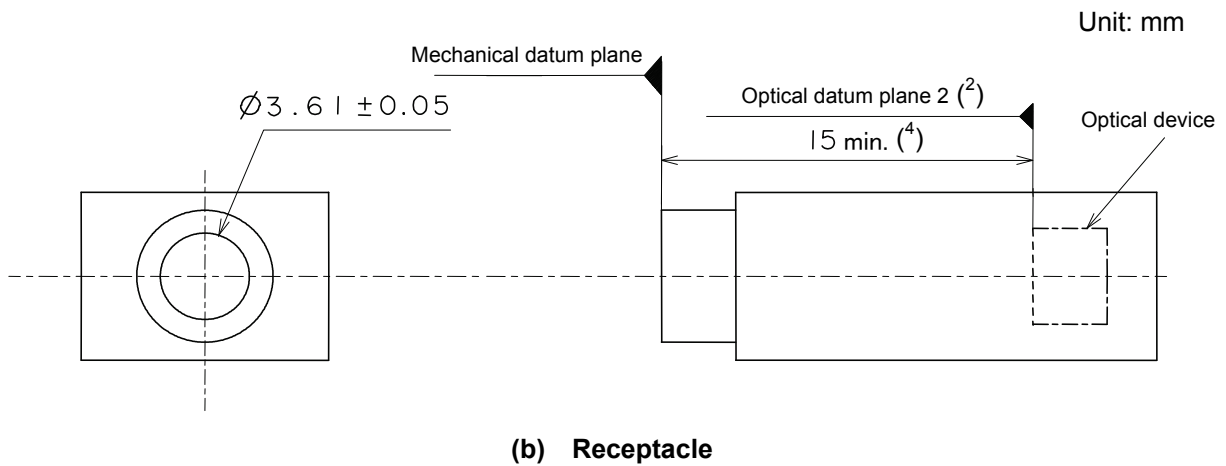 Unit: mm
Mechanical datum plane
Ø3.61 ±0.05
Optical datum plane 2 (²)
15 min. (⁴)
Optical device
(b) Receptacle